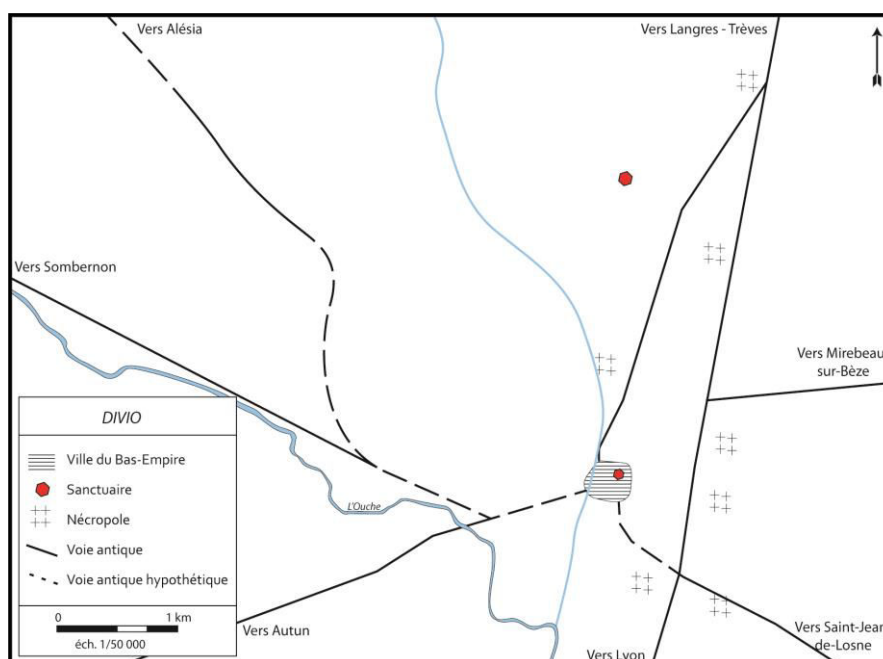 Vers Alésia
Vers Langres - Trèves
Vers Sombernon
Vers Mirebeau
sur-Bèze
DIVIO
Ville du Bas-Empire
Sanctuaire
Nécropole
Voie antique
Voie antique hypothétique
0 1 km
éch. 1/50 000
L'Ouche
Vers Autun
Vers Lyon
Vers Saint-Jean
de-Losne